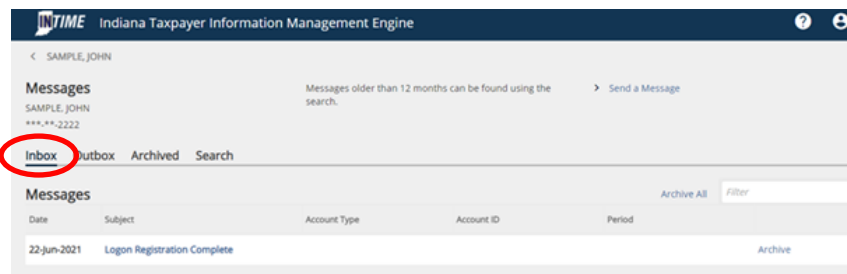 INTIME Indiana Taxpayer Information Management Engine ?
< SAMPLE, JOHN
Messages
SAMPLE, JOHN
***-**-2222
Messages older than 12 months can be found using the
search.
> Send a Message
Inbox Outbox Archived Search
Messages Archive All Filter
Date Subject Account Type Account ID Period
22-Jun-2021 Logon Registration Complete Archive